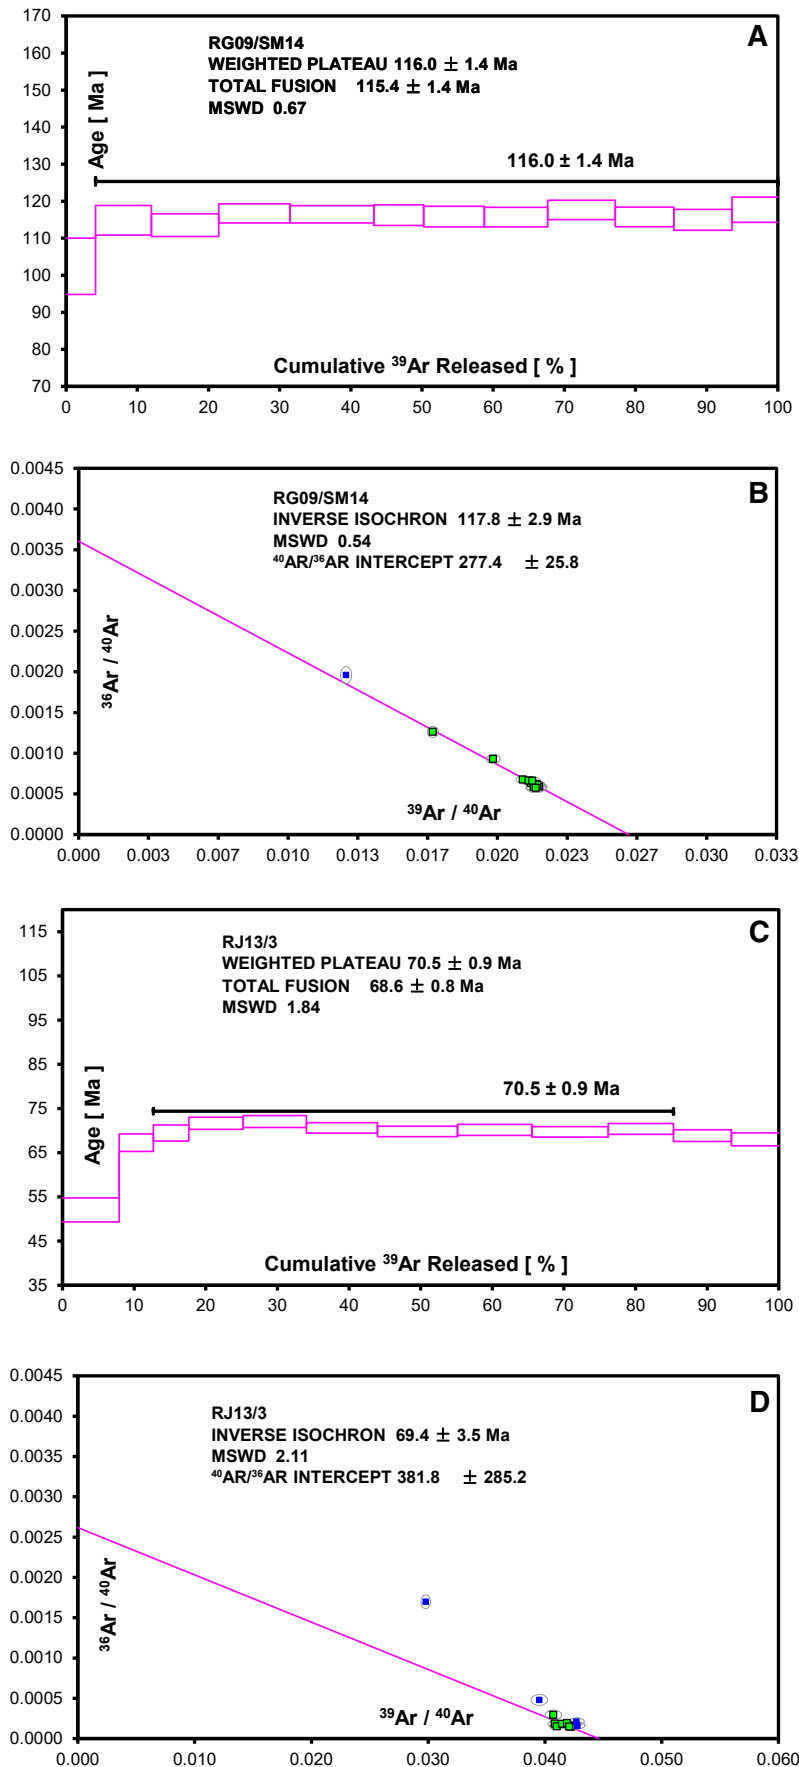 170
A
RG09/SM14
160
WEIGHTED PLATEAU 116.0 ± 1.4 Ma
TOTAL FUSION 115.4 ± 1.4 Ma
150
MSWD 0.67
140
Age [ Ma ]
130
116.0 ± 1.4 Ma
120
110
100
90
80
Cumulative ³⁹Ar Released [ % ]
70
0 10 20 30 40 50 60 70 80 90 100
0.0045
B
RG09/SM14
0.0040
INVERSE ISOCHRON 117.8 ± 2.9 Ma
MSWD 0.54
0.0035
⁴⁰AR/³⁶AR INTERCEPT 277.4 ± 25.8
0.0030
0.0025
³⁶Ar / ⁴⁰Ar
0.0020
0.0015
0.0010
0.0005
³⁹Ar / ⁴⁰Ar
0.0000
0.000 0.003 0.007 0.010 0.013 0.017 0.020 0.023 0.027 0.030 0.033
C
115
RJ13/3
WEIGHTED PLATEAU 70.5 ± 0.9 Ma
105
TOTAL FUSION 68.6 ± 0.8 Ma
MSWD 1.84
95
85
Age [ Ma ]
70.5 ± 0.9 Ma
75
65
55
45
Cumulative ³⁹Ar Released [ % ]
35
0 10 20 30 40 50 60 70 80 90 100
0.0045
D
RJ13/3
0.0040
INVERSE ISOCHRON 69.4 ± 3.5 Ma
MSWD 2.11
0.0035
⁴⁰AR/³⁶AR INTERCEPT 381.8 ± 285.2
0.0030
0.0025
³⁶Ar / ⁴⁰Ar
0.0020
0.0015
0.0010
0.0005
³⁹Ar / ⁴⁰Ar
0.0000
0.000 0.010 0.020 0.030 0.040 0.050 0.060